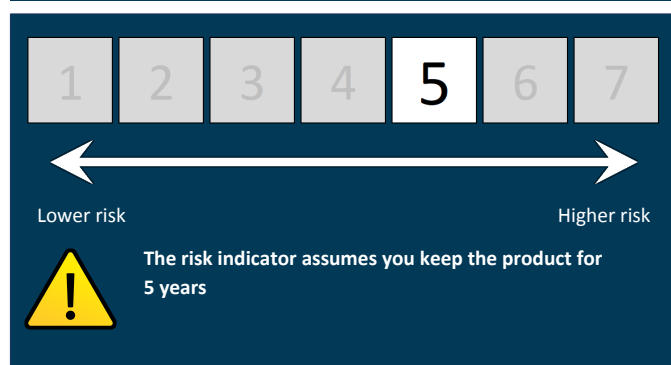 1 2 3 4 5 6 7
Lower risk Higher risk
!
The risk indicator assumes you keep the product for
5 years